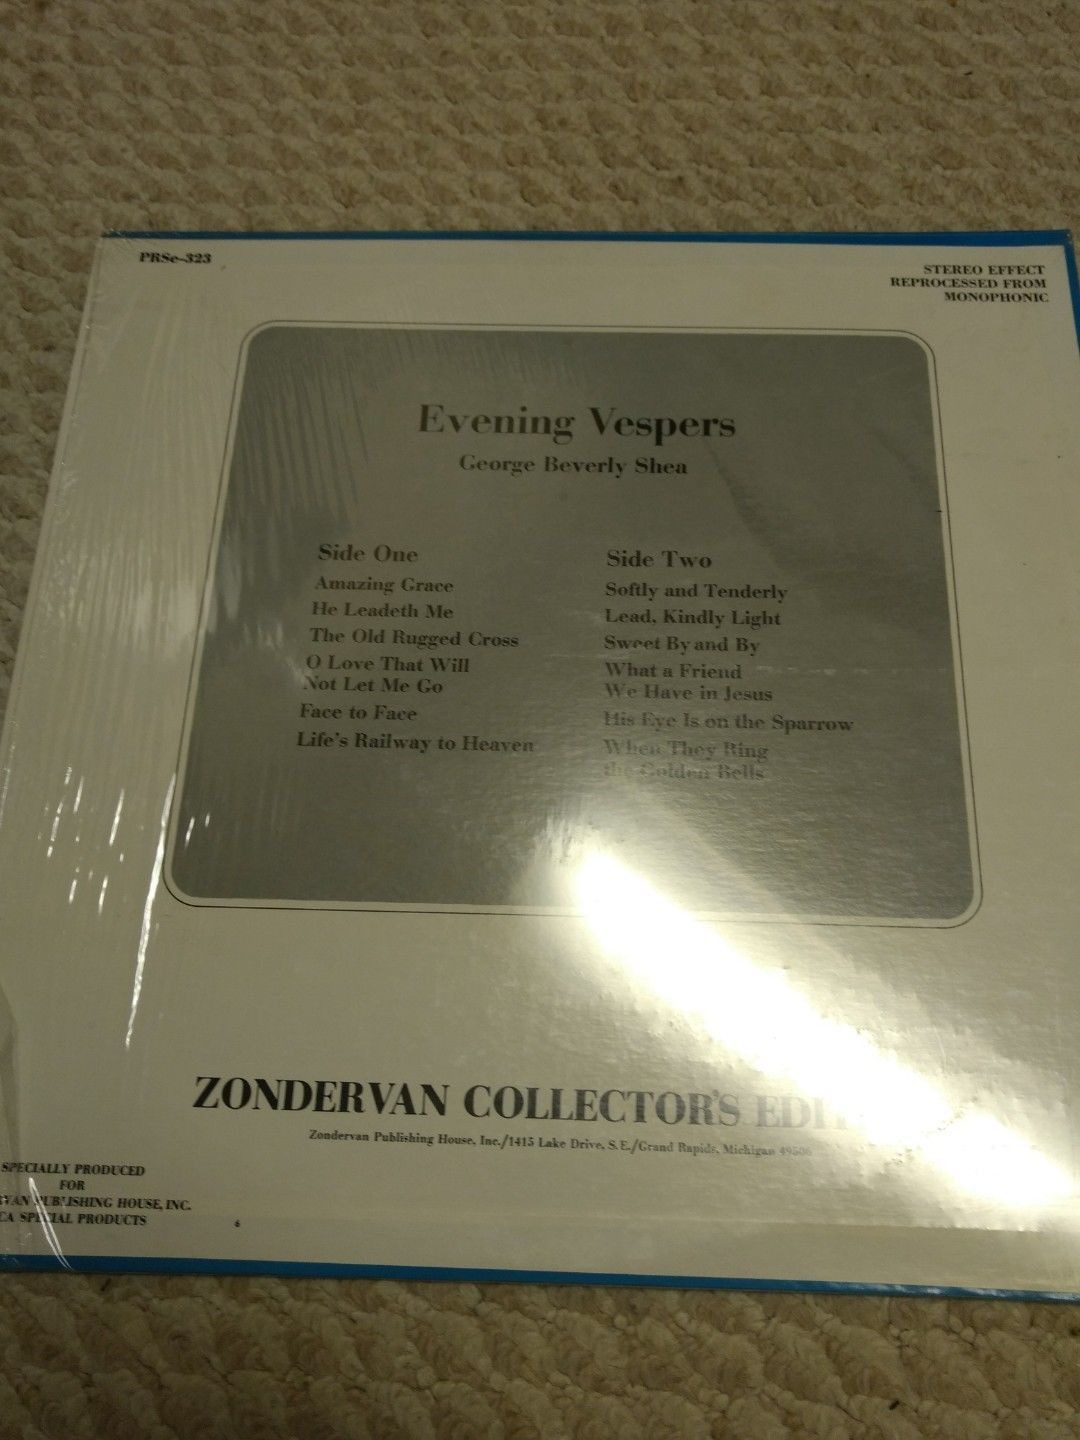 PRSe-323
STEREO EFFECT
REPROCESSED FROM
MONOPHONIC
Evening Vespers
George Beverly Shea
Side One
Amazing Grace
He Leadeth Me
The Old Rugged Cross
O Love That Will
Not Let Me Go
Face to Face
Life's Railway to Heaven
Side Two
Softly and Tenderly
Lead, Kindly Light
Sweet By and By
What a Friend
We Have in Jesus
His Eye Is on the Sparrow
When They Ring
the Golden Bells
ZONDERVAN COLLECTOR'S
Zondervan Publishing House, Inc./1415 Lake Drive, S.E./Grand Rapids, Michigan 49506
SPECIALLY PRODUCED
FOR
PUBLISHING HOUSE, INC.
SPECIAL PRODUCTS
6